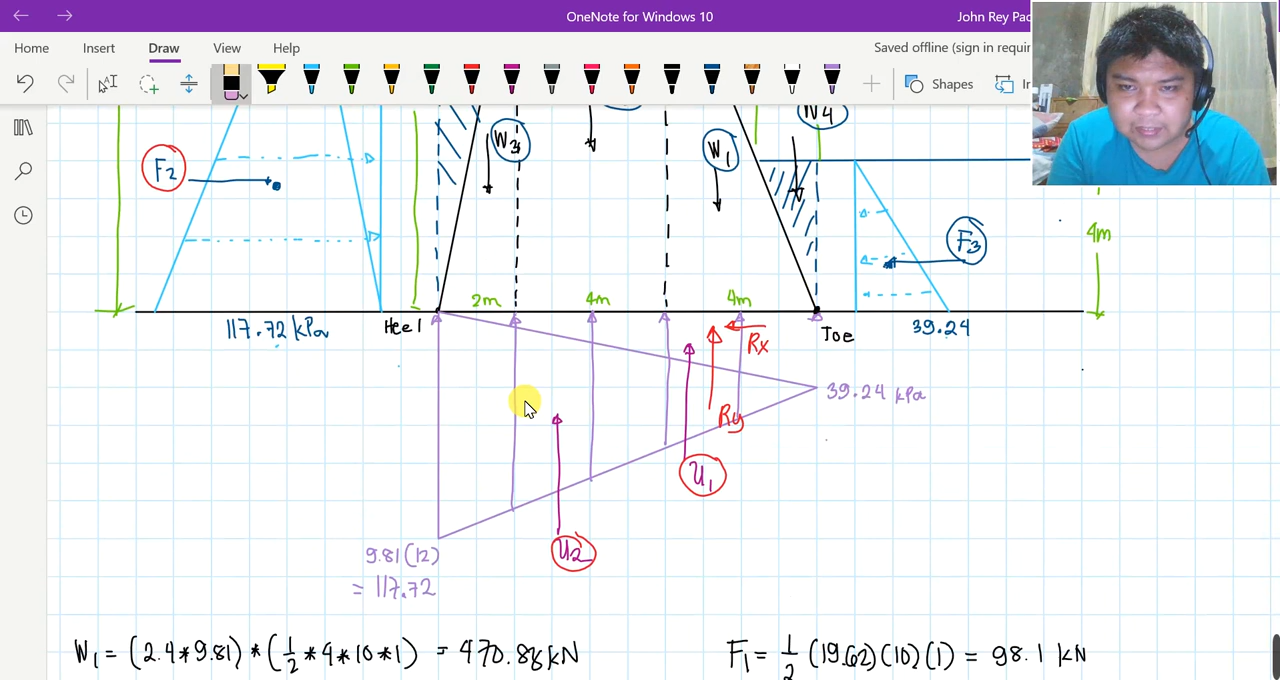 OneNote for Windows 10
John Rey Pad
Home Insert Draw View Help
Saved offline (sign in requir
Shapes In
W4
W3
W1
F2
F3
4m
2m 4m 4m
117.72 kPa Heel
Toe 39.24
Rx
39.24 kPa
Ry
U1
U2
9.81(12)
= 117.72
W1 = (2.4*9.81) * (1/2 *4*10*1) = 470.88kN
F1 = 1/2 (19.62)(10)(1) = 98.1 kN